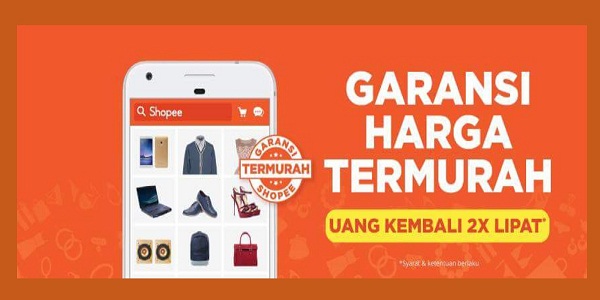 GARANSI
HARGA
TERMURAH
UANG KEMBALI 2X LIPAT*
*Syarat & ketentuan berlaku
Shopee
GARANSI
TERMURAH
SHOPEE